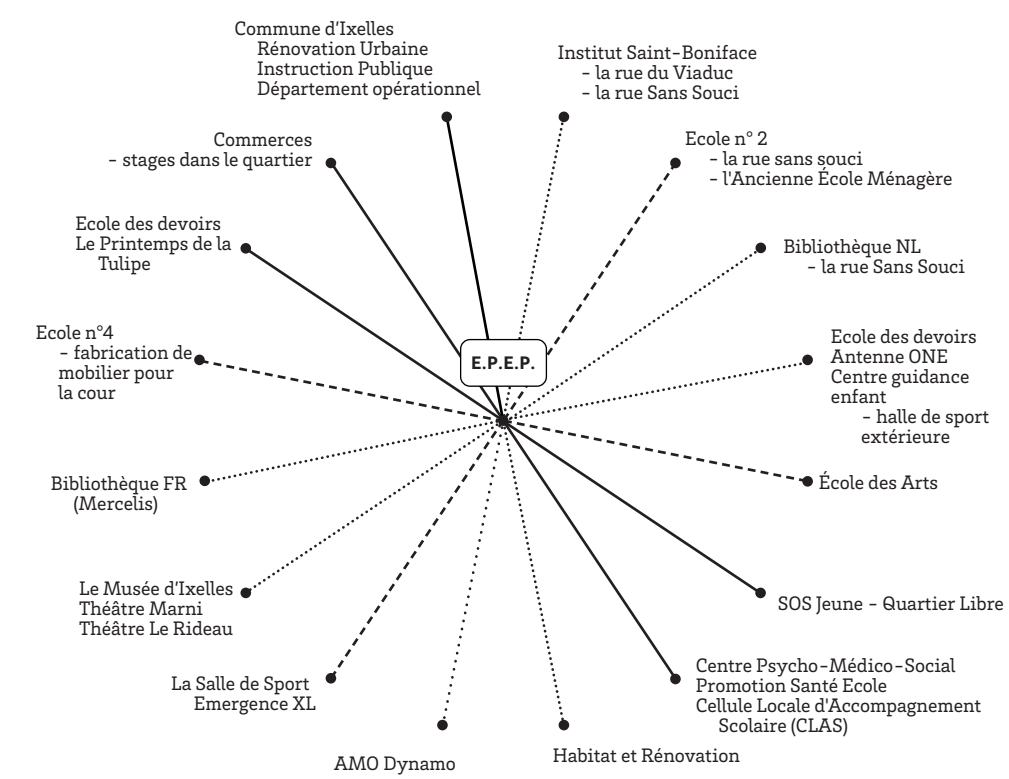 Commune d'Ixelles
Rénovation Urbaine
Instruction Publique
Département opérationnel
Institut Saint-Boniface
- la rue du Viaduc
- la rue Sans Souci
Commerces
- stages dans le quartier
Ecole n° 2
- la rue sans souci
- l'Ancienne École Ménagère
Ecole des devoirs
Le Printemps de la
Tulipe
Bibliothèque NL
- la rue Sans Souci
Ecole n°4
- fabrication de
mobilier pour
la cour
E.P.E.P.
Ecole des devoirs
Antenne ONE
Centre guidance
enfant
- halle de sport
extérieure
Bibliothèque FR
(Mercelis)
École des Arts
Le Musée d'Ixelles
Théâtre Marni
Théâtre Le Rideau
SOS Jeune - Quartier Libre
La Salle de Sport
Emergence XL
Centre Psycho-Médico-Social
Promotion Santé Ecole
Cellule Locale d'Accompagnement
Scolaire (CLAS)
AMO Dynamo
Habitat et Rénovation